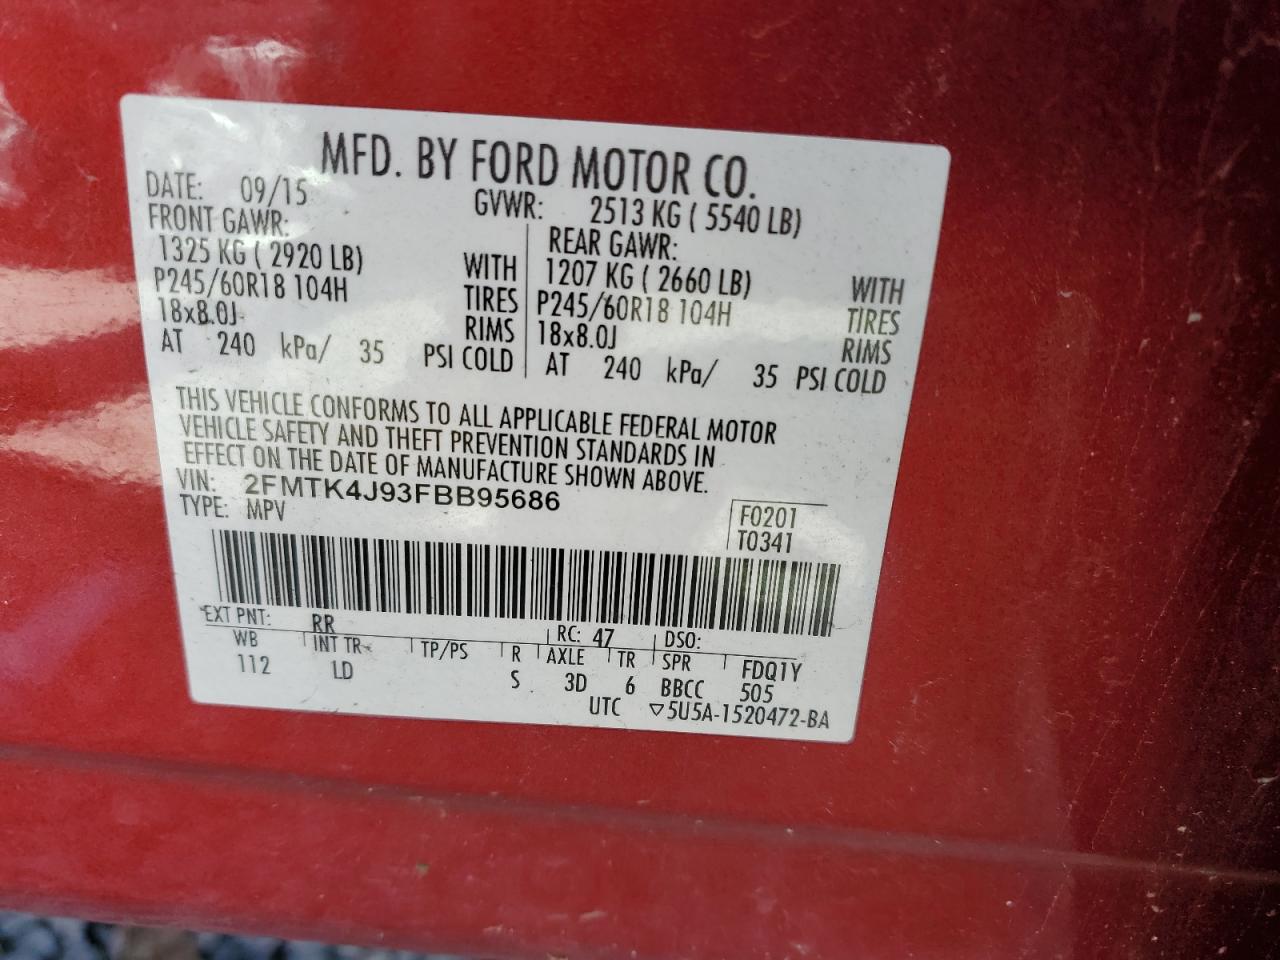 MFD. BY FORD MOTOR CO.
DATE: 09/15 GVWR: 2513 KG ( 5540 LB)
FRONT GAWR: REAR GAWR:
1325 KG ( 2920 LB) WITH 1207 KG ( 2660 LB) WITH
P245/60R18 104H TIRES P245/60R18 104H TIRES
18x8.0J RIMS 18x8.0J RIMS
AT 240 kPa/ 35 PSI COLD AT 240 kPa/ 35 PSI COLD
THIS VEHICLE CONFORMS TO ALL APPLICABLE FEDERAL MOTOR
VEHICLE SAFETY AND THEFT PREVENTION STANDARDS IN
EFFECT ON THE DATE OF MANUFACTURE SHOWN ABOVE.
VIN: 2FMTK4J93FBB95686
TYPE: MPV
F0201
T0341
EXT PNT: RR RC: 47 DSO:
WB INT TR TP/PS R AXLE TR SPR FDQ1Y
112 LD S 3D 6 BBCC 505
UTC ▽5U5A-1520472-BA